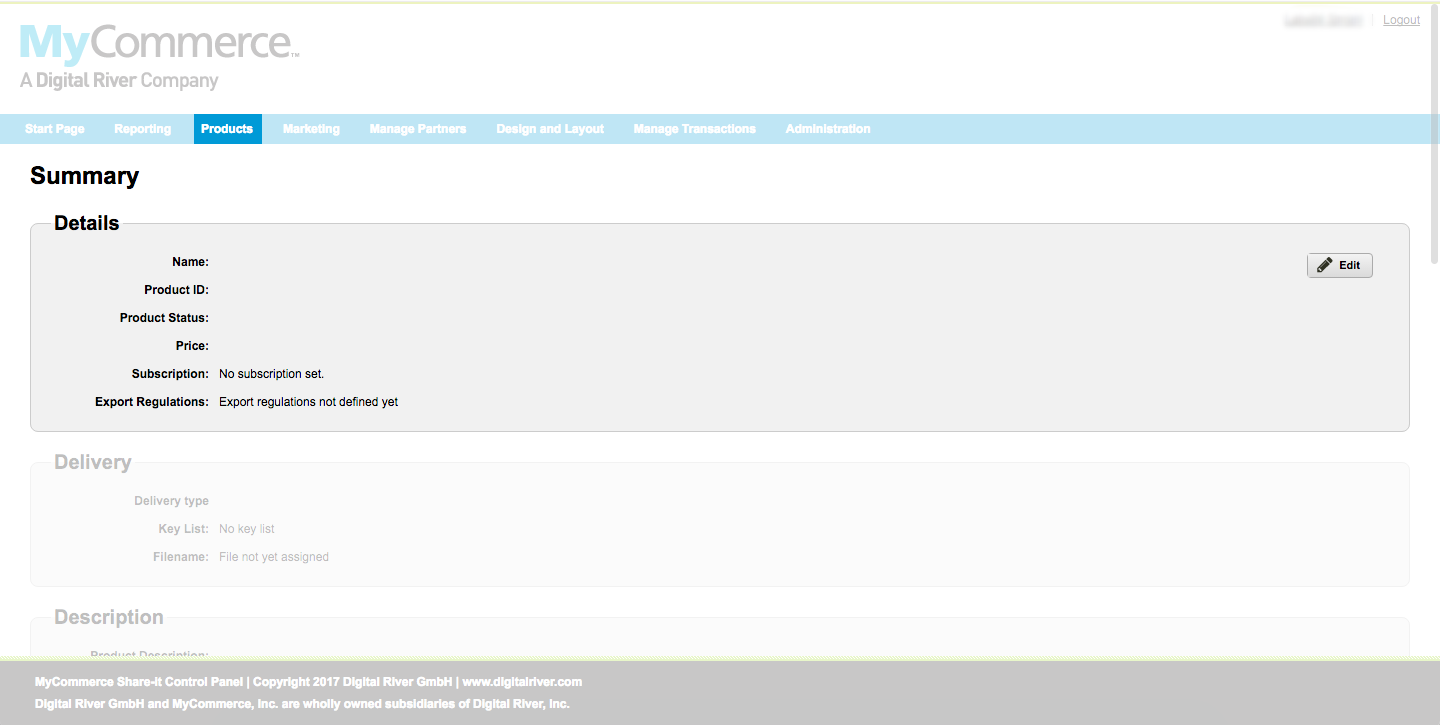 Logout
MyCommerce™
A Digital River Company
Start Page Reporting Products Marketing Manage Partners Design and Layout Manage Transactions Administration
Summary
Details
Name:
Edit
Product ID:
Product Status:
Price:
Subscription: No subscription set.
Export Regulations: Export regulations not defined yet
Delivery
Delivery type
Key List: No key list
Filename: File not yet assigned
Description
Product Description:
MyCommerce Share-It Control Panel | Copyright 2017 Digital River GmbH | www.digitalriver.com
Digital River GmbH and MyCommerce, Inc. are wholly owned subsidiaries of Digital River, Inc.